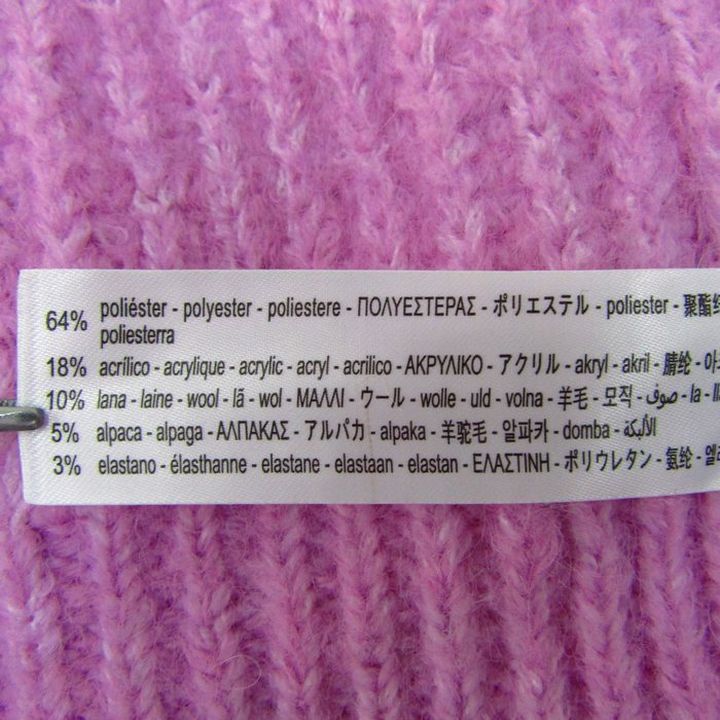 64% poliéster - polyester - poliestere - ΠΟΛΥΕΣΤΕΡΑΣ - ポリエステル - poliester - 聚酯
poliesterra
18% acrílico - acrylique - acrylic - acryl - acrilico - ΑΚΡΥΛΙΚΟ - アクリル - akryl - akril - 腈纶 -
10% lana - laine - wool - lã - wol - ΜΑΛΛΙ - ウール - wolle - uld - volna - 羊毛 - 모직 - صوف - la -
5% alpaca - alpaga - ΑΛΠΑΚΑΣ - アルパカ - alpaka - 羊驼毛 - 알파카 - domba - الألبكة
3% elastano - élasthanne - elastane - elastaan - elastan - ΕΛΑΣΤΙΝΗ - ポリウレタン - 氨纶 -